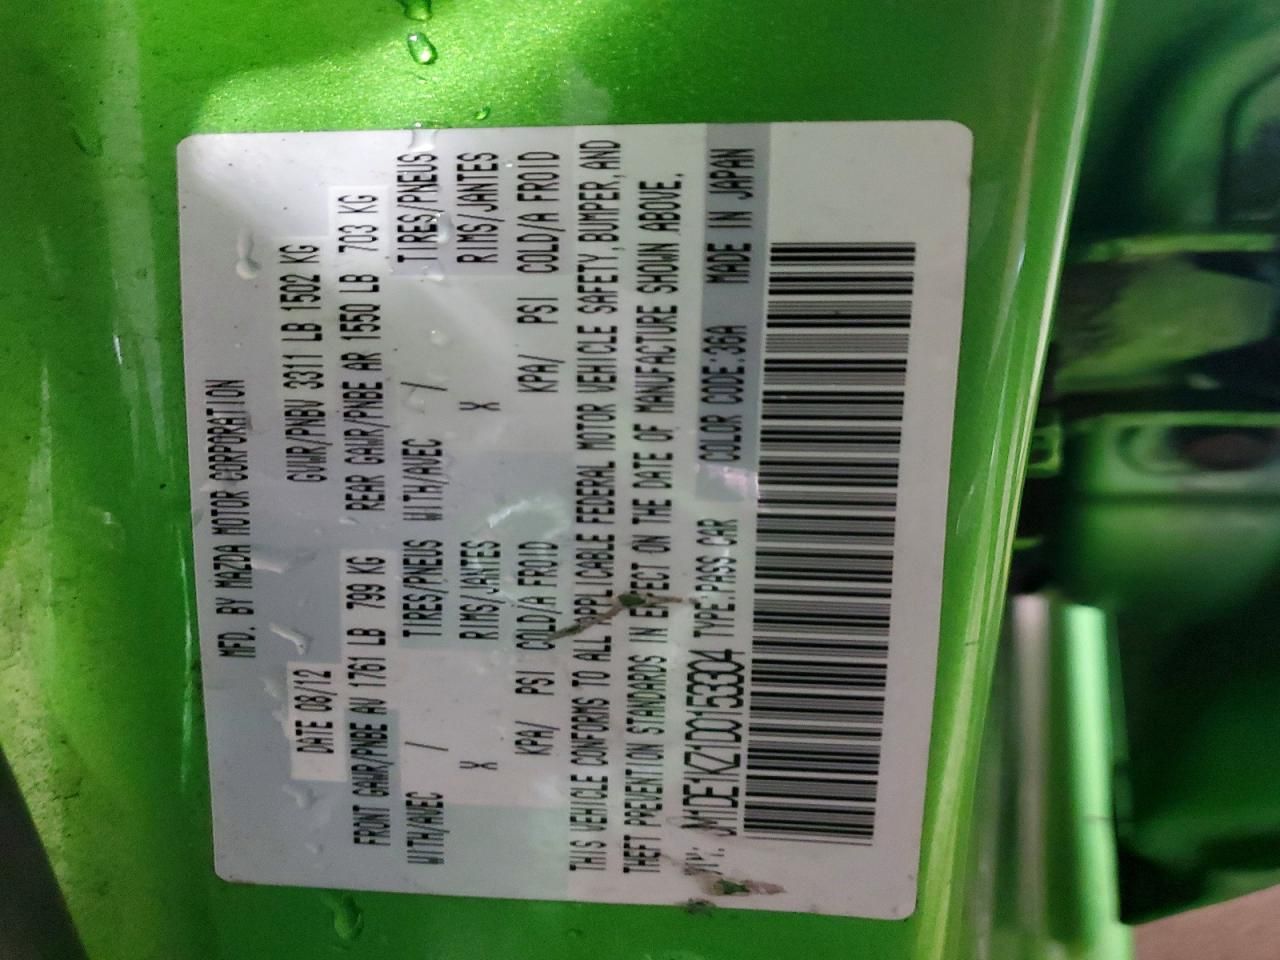 MFD. BY MAZDA MOTOR CORPORATION
DATE 08/12 GVWR/PNBV 3311 LB 1502 KG
FRONT GAWR/PNBE AV 1761 LB 799 KG REAR GAWR/PNBE AR 1550 LB 703 KG
WITH/AVEC / TIRES/PNEUS WITH/AVEC / TIRES/PNEUS
X RIMS/JANTES X RIMS/JANTES
KPA/ PSI COLD/A FROID KPA/ PSI COLD/A FROID
THIS VEHICLE CONFORMS TO ALL APPLICABLE FEDERAL MOTOR VEHICLE SAFETY, BUMPER, AND
THEFT PREVENTION STANDARDS IN EFFECT ON THE DATE OF MANUFACTURE SHOWN ABOVE.
JM1DE1KZ1D0153304 TYPE:PASS CAR COLOR CODE:36A MADE IN JAPAN